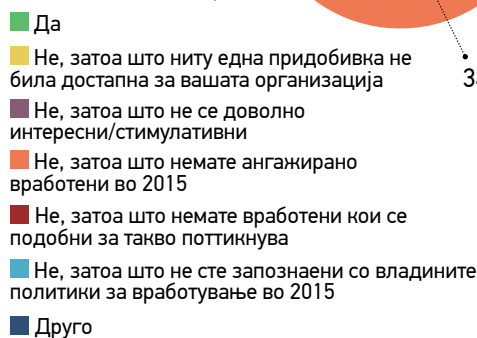 Да
Не, затоа што ниту една придобивка не
била достапна за вашата организација
Не, затоа што не се доволно
интересни/стимулативни
Не, затоа што немате ангажирано
вработени во 2015
Не, затоа што немате вработени кои се
подобни за такво поттикнува
Не, затоа што не сте запознаени со владините
политики за вработување во 2015
Друго